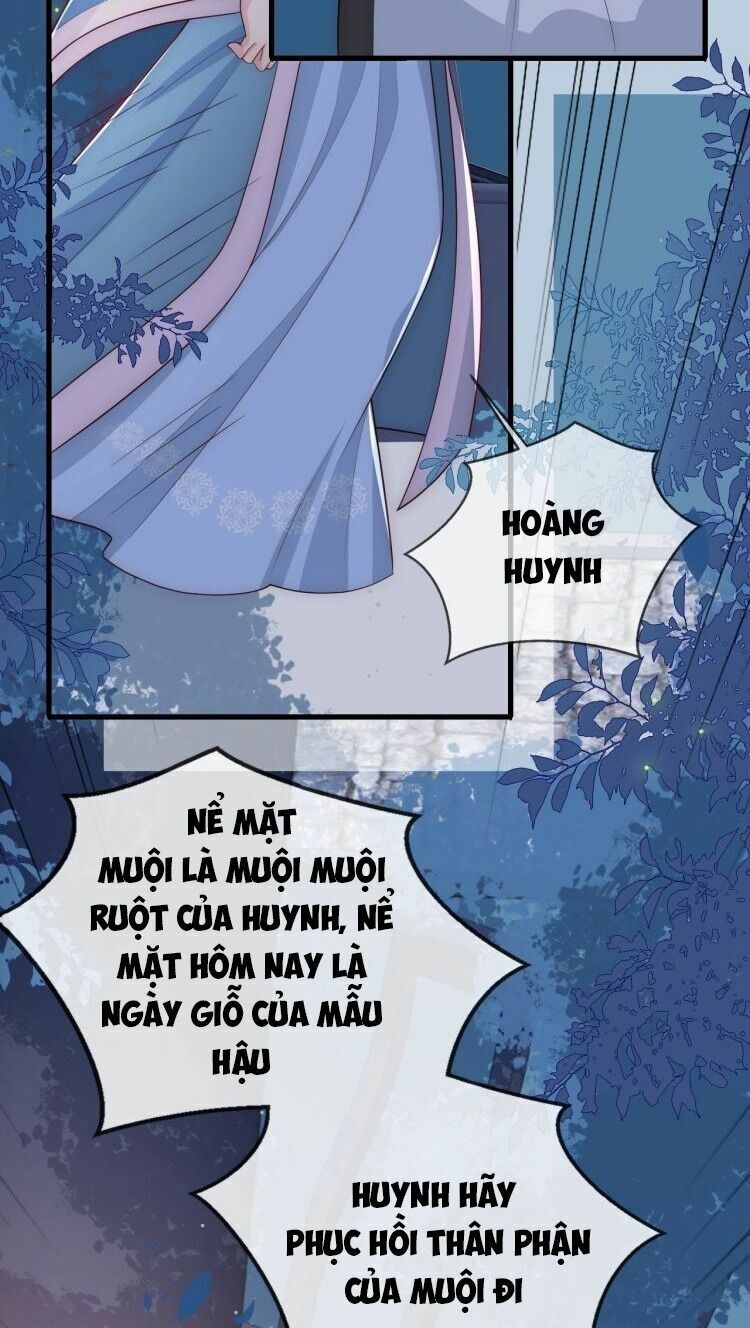 HOÀNG
HUYNH
NỂ MẶT
MUỘI LÀ MUỘI MUỘI
RUỘT CỦA HUYNH, NỂ
MẶT HÔM NAY LÀ
NGÀY GIỖ CỦA MẪU
HẬU
HUYNH HÃY
PHỤC HỒI THÂN PHẬN
CỦA MUỘI ĐI